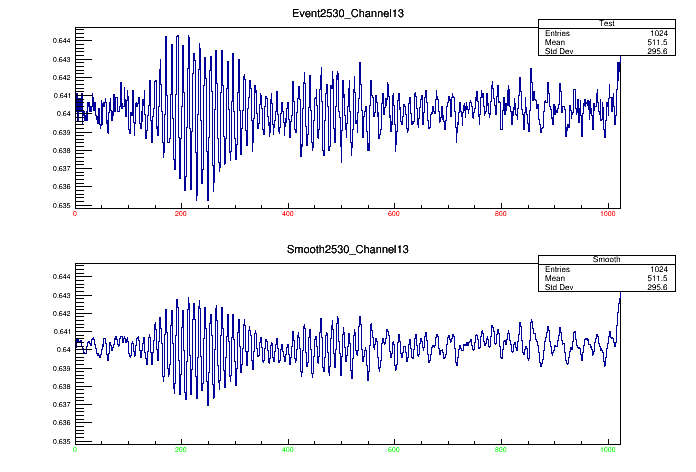 Event2530_Channel13
Test
Entries 1024
Mean 511.5
Std Dev 295.6
0.644
0.643
0.642
0.641
0.64
0.639
0.638
0.637
0.636
0.635
0 200 400 600 800 1000
Smooth2530_Channel13
Smooth
Entries 1024
Mean 511.5
Std Dev 295.6
0.644
0.643
0.642
0.641
0.64
0.639
0.638
0.637
0.636
0.635
0 200 400 600 800 1000